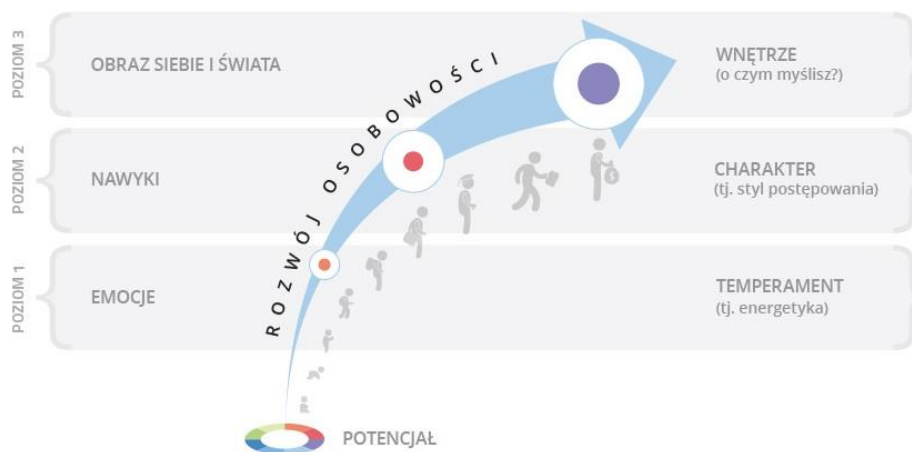 POZIOM 3
OBRAZ SIEBIE I ŚWIATA
WNĘTRZE
(o czym myślisz?)
ROZWÓJ OSOBOWOŚCI
POZIOM 2
NAWYKI
CHARAKTER
(tj. styl postępowania)
POZIOM 1
EMOCJE
TEMPERAMENT
(tj. energetyka)
POTENCJAŁ
$